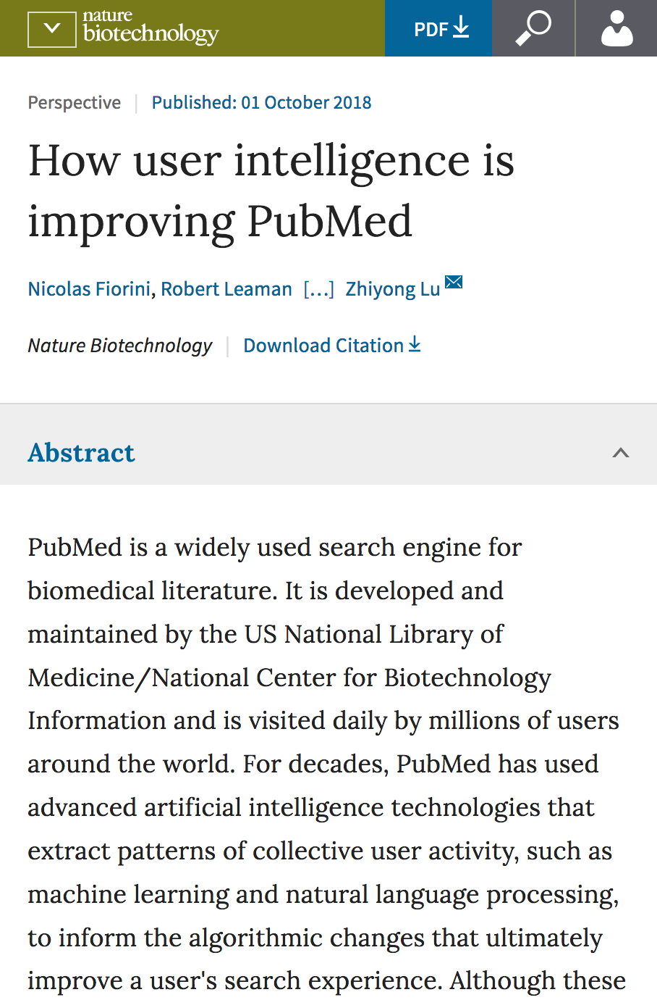 nature
biotechnology
PDF
Perspective | Published: 01 October 2018
How user intelligence is
improving PubMed
Nicolas Fiorini, Robert Leaman [...] Zhiyong Lu
Nature Biotechnology | Download Citation
Abstract
PubMed is a widely used search engine for
biomedical literature. It is developed and
maintained by the US National Library of
Medicine/National Center for Biotechnology
Information and is visited daily by millions of users
around the world. For decades, PubMed has used
advanced artificial intelligence technologies that
extract patterns of collective user activity, such as
machine learning and natural language processing,
to inform the algorithmic changes that ultimately
improve a user's search experience. Although these